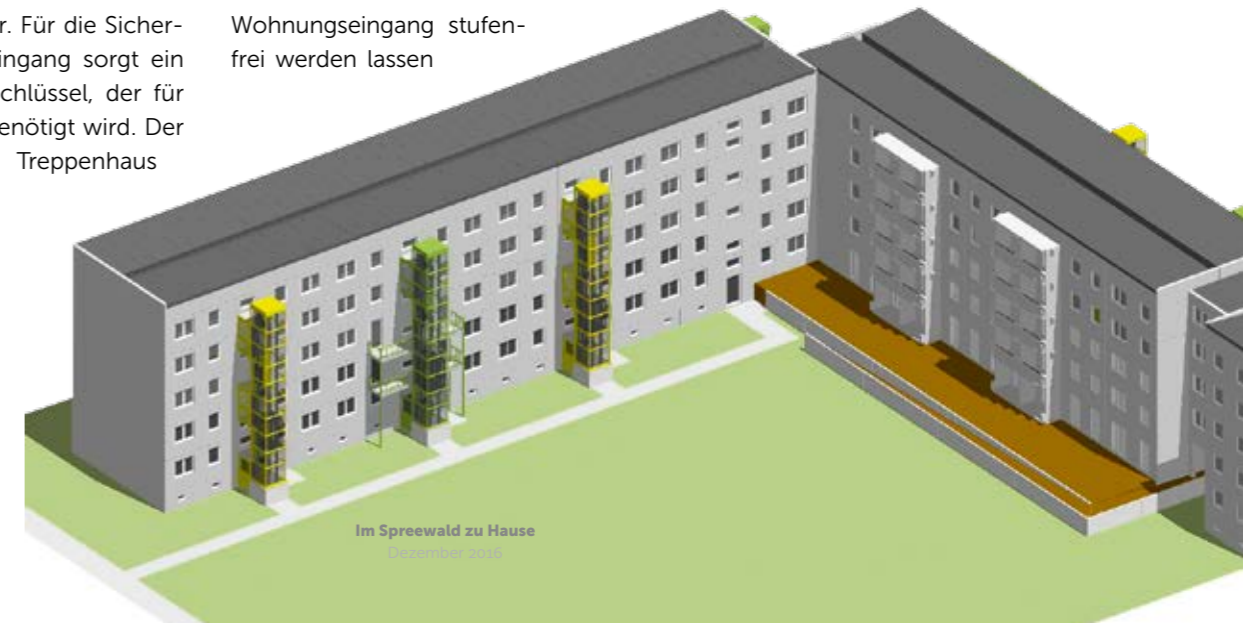 r. Für die Sicher-
ingang sorgt ein
chlüssel, der für
enötigt wird. Der
Treppenhaus
Wohnungseingang stufen-
frei werden lassen
Im Spreewald zu Hause
Dezember 2016